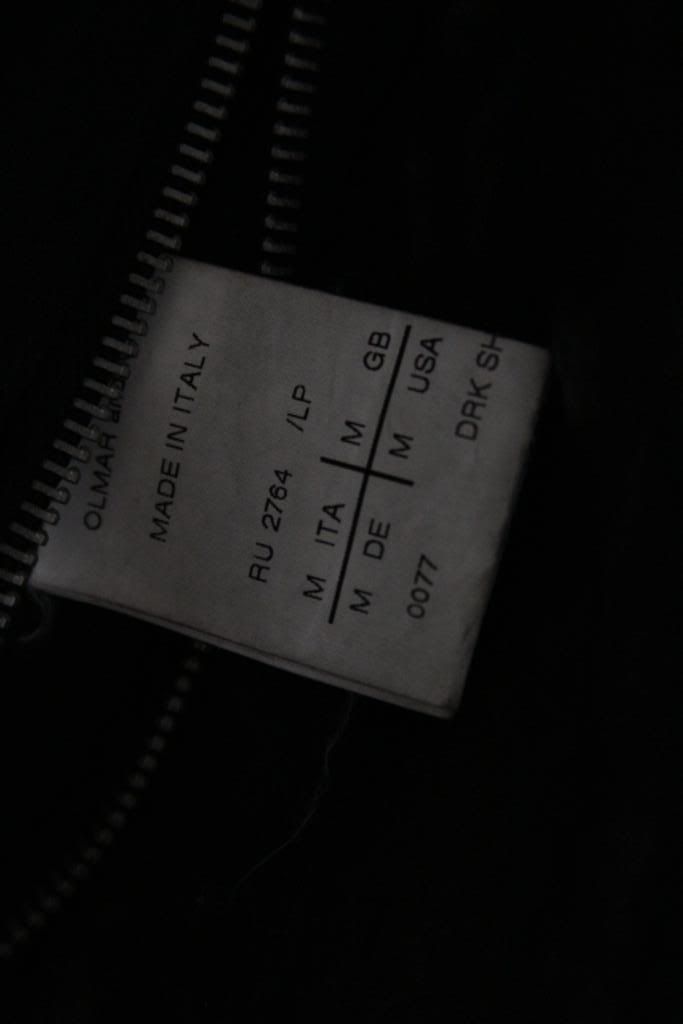 OLMAR
MADE IN ITALY
RU 2764 /LP
M ITA M GB
M DE M USA
0077 DRK SH